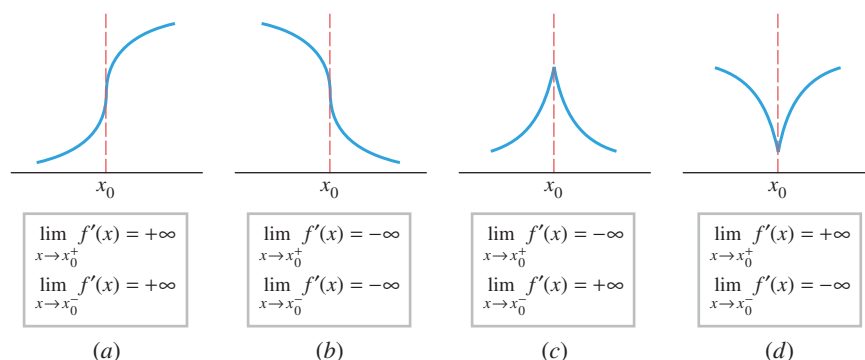 x₀ x₀ x₀ x₀
lim x→x₀⁺ f′(x) = +∞ lim x→x₀⁺ f′(x) = −∞ lim x→x₀⁺ f′(x) = −∞ lim x→x₀⁺ f′(x) = +∞
lim x→x₀⁻ f′(x) = +∞ lim x→x₀⁻ f′(x) = −∞ lim x→x₀⁻ f′(x) = +∞ lim x→x₀⁻ f′(x) = −∞
(a) (b) (c) (d)